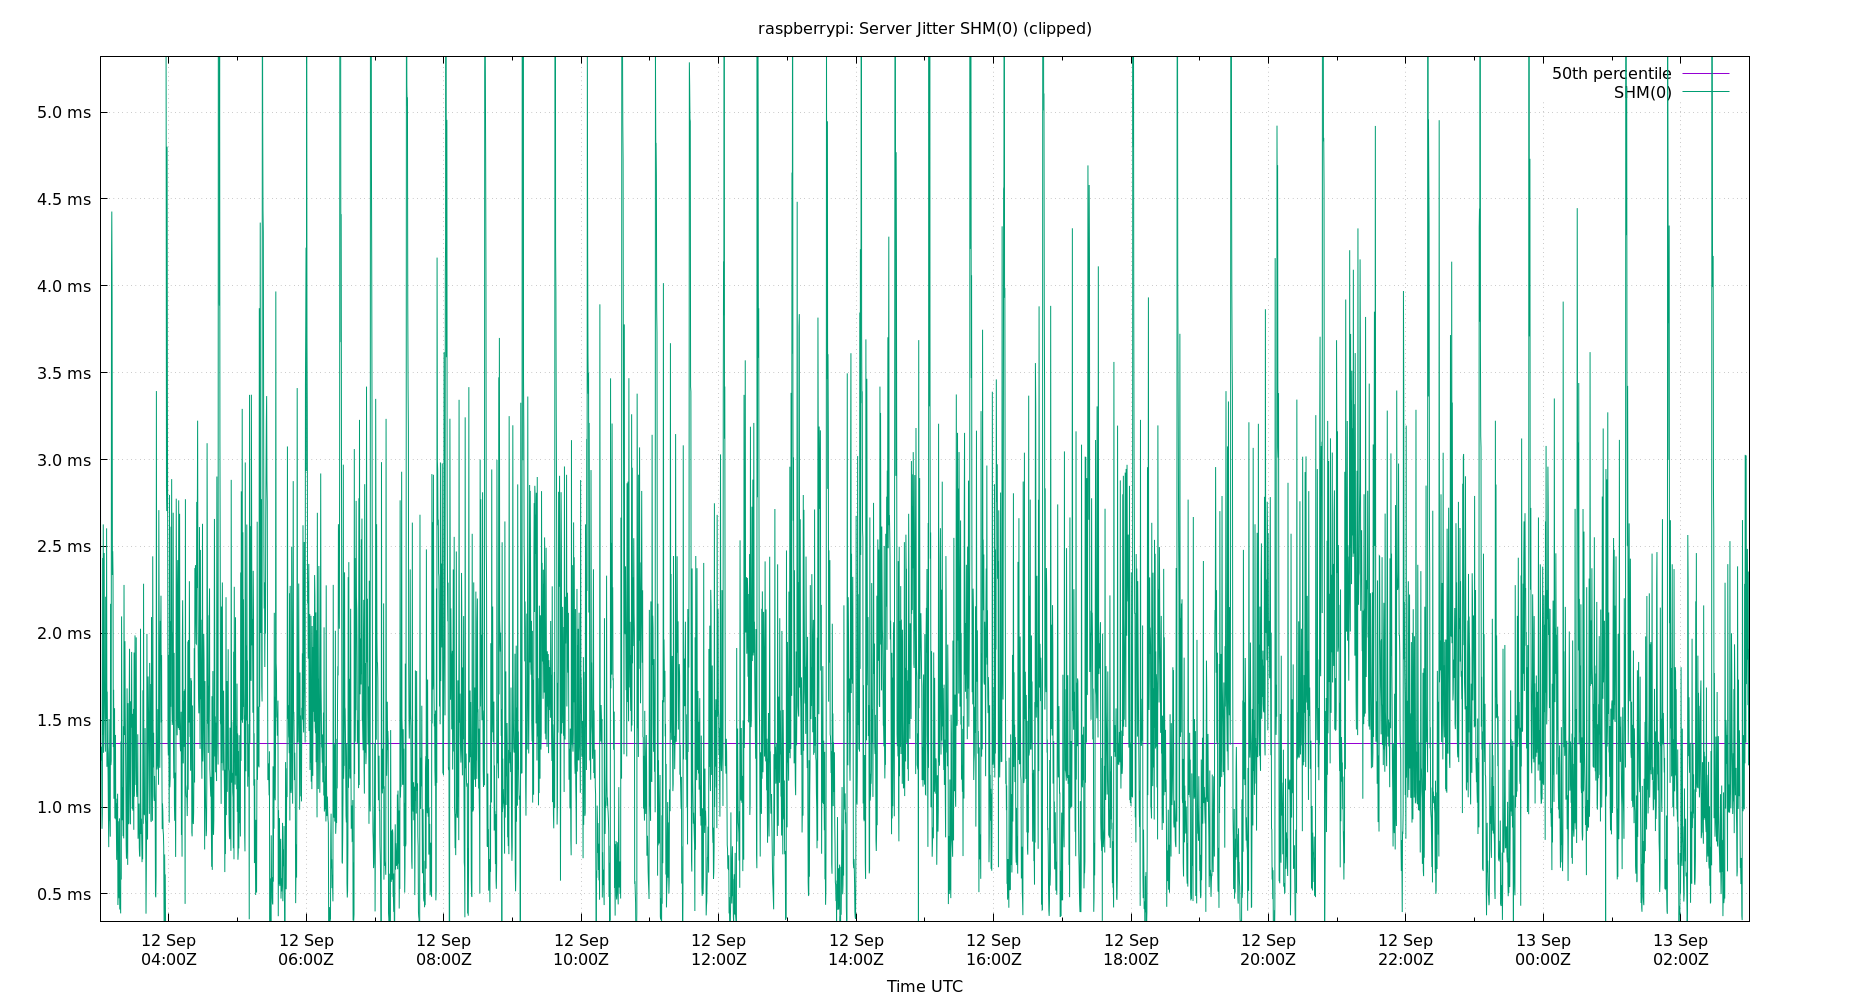 raspberrypi: Server Jitter SHM(0) (clipped)
50th percentile
SHM(0)
5.0 ms
4.5 ms
4.0 ms
3.5 ms
3.0 ms
2.5 ms
2.0 ms
1.5 ms
1.0 ms
0.5 ms
12 Sep 12 Sep 12 Sep 12 Sep 12 Sep 12 Sep 12 Sep 12 Sep 12 Sep 12 Sep 13 Sep 13 Sep
04:00Z 06:00Z 08:00Z 10:00Z 12:00Z 14:00Z 16:00Z 18:00Z 20:00Z 22:00Z 00:00Z 02:00Z
Time UTC